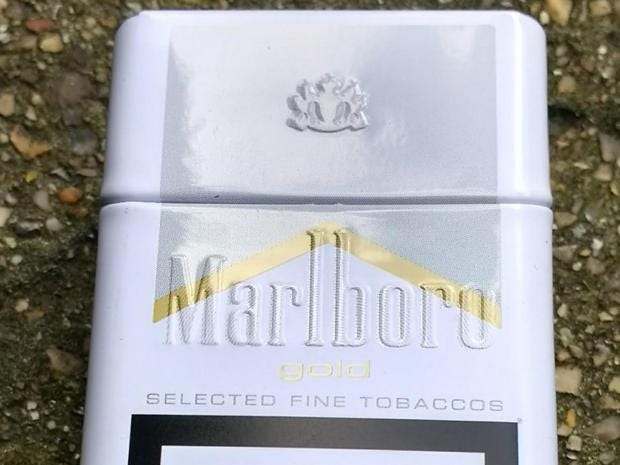 Marlboro
gold
SELECTED FINE TOBACCOS